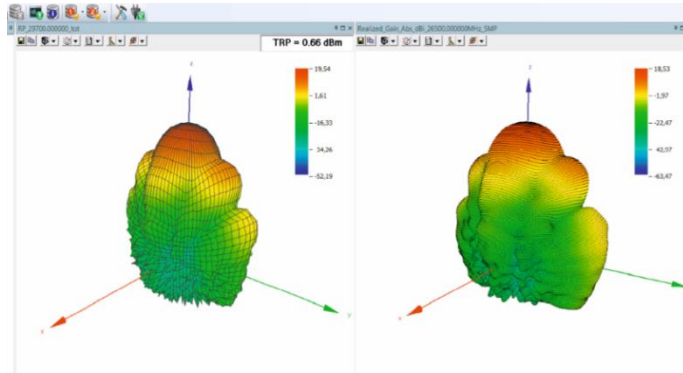 RP_29700.000000_tot
TRP = 0.66 dBm
z
19,54
1,61
-16,33
34,26
-52,19
x
y
Realized_Gain_Abs_dBi_26500.000000MHz_SMP
z
18,53
-1,97
-22,47
-42,97
-63,47
x